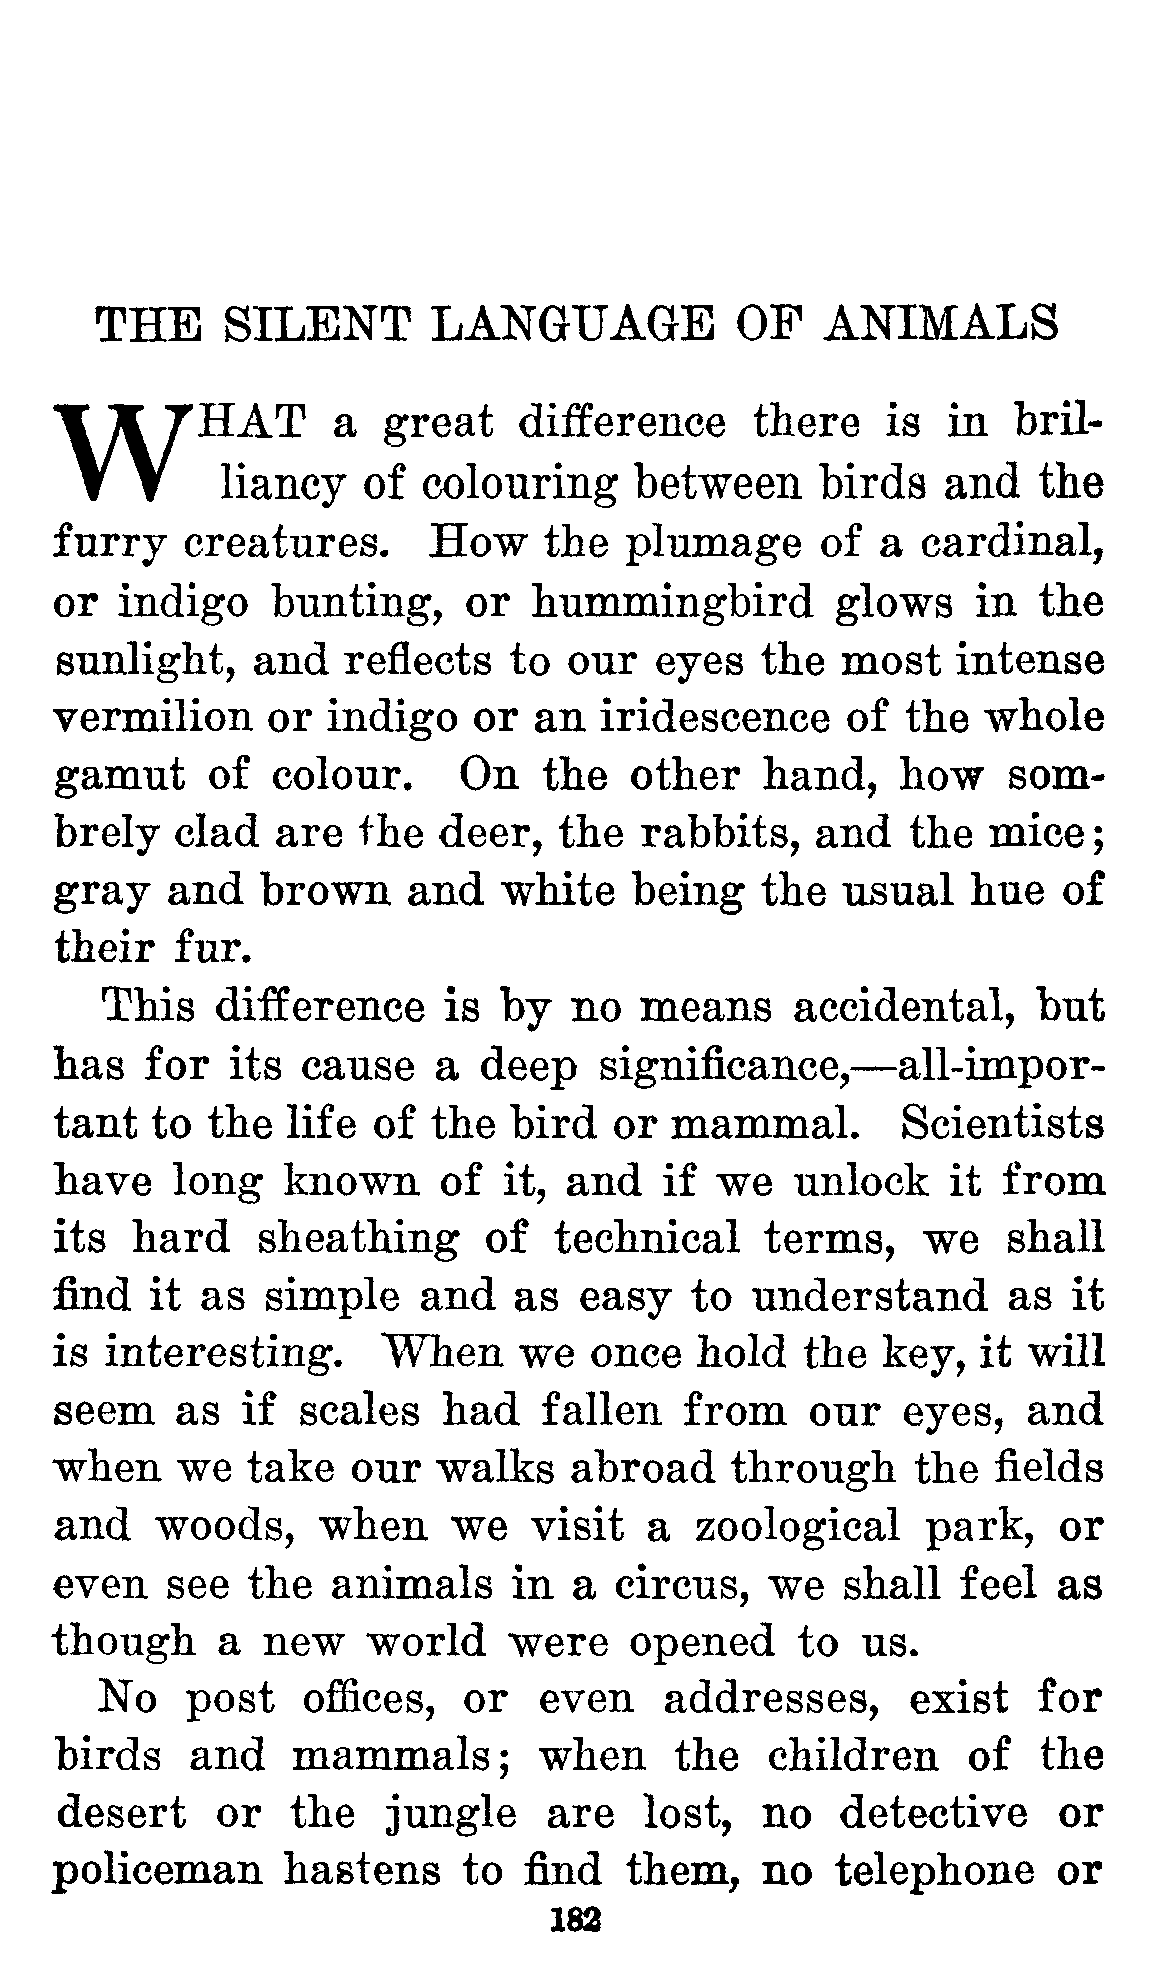 THE SILENT LANGUAGE OF ANIMALS
WHAT a great difference there is in bril-
liancy of colouring between birds and the
furry creatures. How the plumage of a cardinal,
or indigo bunting, or hummingbird glows in the
sunlight, and reflects to our eyes the most intense
vermilion or indigo or an iridescence of the whole
gamut of colour. On the other hand, how som-
brely clad are the deer, the rabbits, and the mice;
gray and brown and white being the usual hue of
their fur.
This difference is by no means accidental, but
has for its cause a deep significance,—all-impor-
tant to the life of the bird or mammal. Scientists
have long known of it, and if we unlock it from
its hard sheathing of technical terms, we shall
find it as simple and as easy to understand as it
is interesting. When we once hold the key, it will
seem as if scales had fallen from our eyes, and
when we take our walks abroad through the fields
and woods, when we visit a zoological park, or
even see the animals in a circus, we shall feel as
though a new world were opened to us.
No post offices, or even addresses, exist for
birds and mammals; when the children of the
desert or the jungle are lost, no detective or
policeman hastens to find them, no telephone or
182